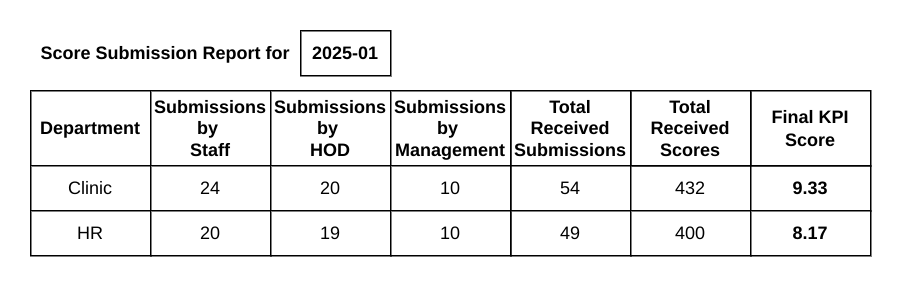 Score Submission Report for 2025-01
Department Submissions by Staff Submissions by HOD Submissions by Management Total Received Submissions Total Received Scores Final KPI Score
Clinic 24 20 10 54 432 9.33
HR 20 19 10 49 400 8.17